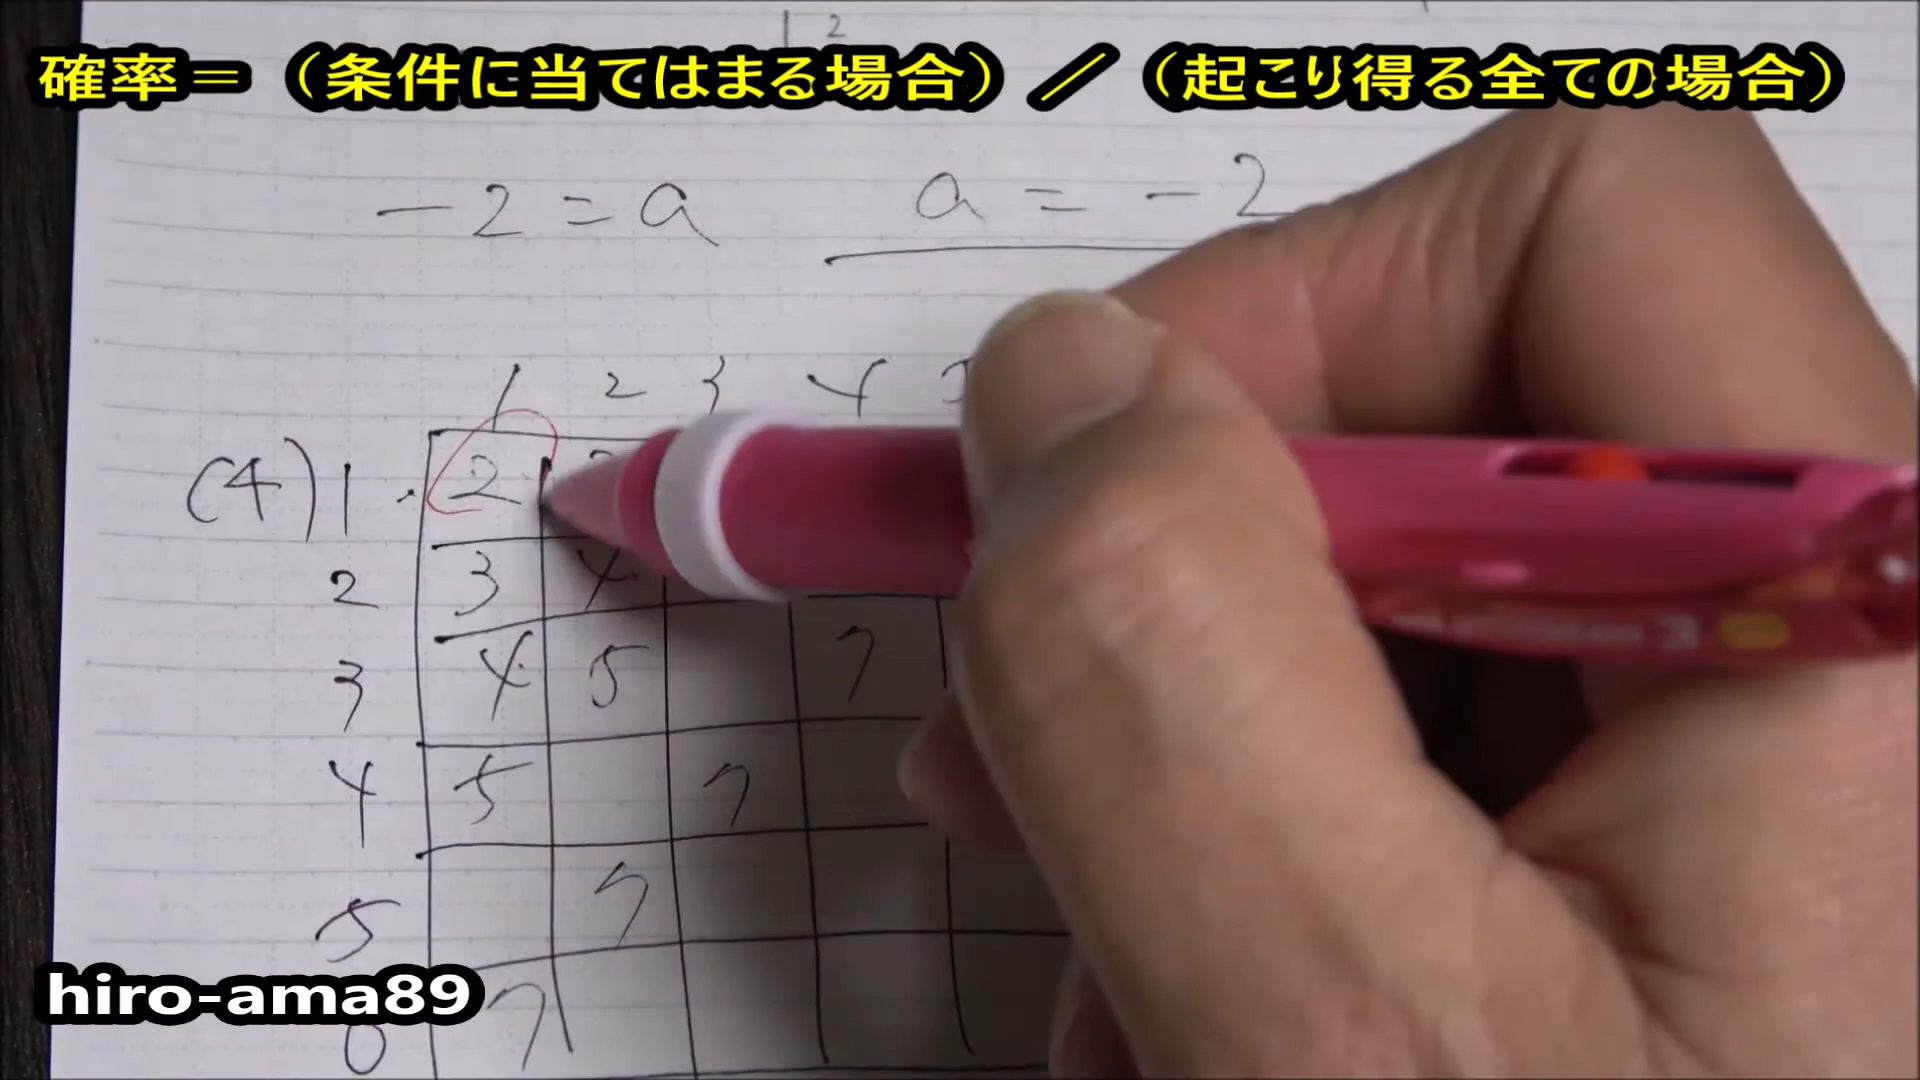 12
確率＝（条件に当てはまる場合）／（起こり得る全ての場合）
-2=a a=-2
1 2 3 4
(4) 1 2
2 3 4
3 4 5 7
4 5 7
5 7
hiro-ama89
6 7